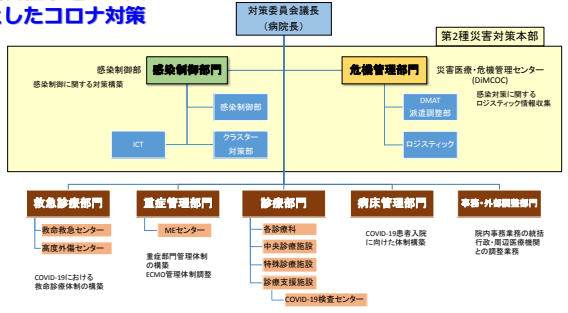 としたコロナ対策
対策委員会議長
（病院長）
第2種災害対策本部
感染制御部
感染制御部門
感染制御に関する対策構築
危機管理部門
災害医療・危機管理センター
(DiMCOC)
感染対策に関する
ロジスティック情報収集
感染制御部
ICT
クラスター
対策部
DMAT
派遣調整部
ロジスティック
救急診療部門
救命救急センター
高度外傷センター
COVID-19における
救命診療体制の構築
重症管理部門
MEセンター
重症部門管理体制
の構築
ECMO管理体制調整
診療部門
各診療科
中央診療施設
特殊診療施設
診療支援施設
COVID-19検査センター
病床管理部門
COVID-19患者入院
に向けた体制構築
事務・外部調整部門
院内事務業務の統括
行政・周辺医療機関
との調整業務